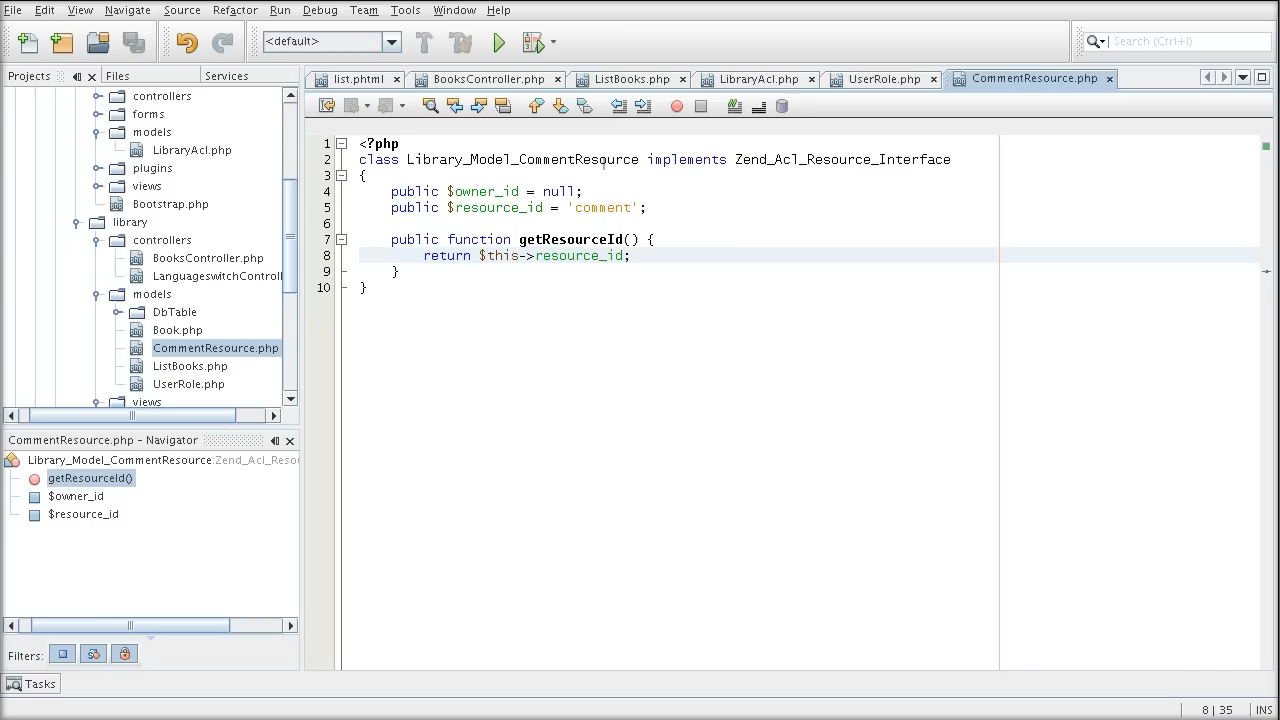 File Edit View Navigate Source Refactor Run Debug Team Tools Window Help
<default>
Search (Ctrl+I)
Projects Files Services
list.phtml BooksController.php ListBooks.php LibraryAcl.php UserRole.php CommentResource.php
controllers
forms
models
LibraryAcl.php
plugins
views
Bootstrap.php
library
controllers
BooksController.php
LanguageswitchControll
models
DbTable
Book.php
CommentResource.php
ListBooks.php
UserRole.php
views
1 <?php
2 class Library_Model_CommentResource implements Zend_Acl_Resource_Interface
3 {
4 public $owner_id = null;
5 public $resource_id = 'comment';
6
7 public function getResourceId() {
8 return $this->resource_id;
9 }
10 }
CommentResource.php - Navigator
Library_Model_CommentResource:Zend_Acl_Reso
getResourceId()
$owner_id
$resource_id
Filters:
Tasks
8 | 35 INS